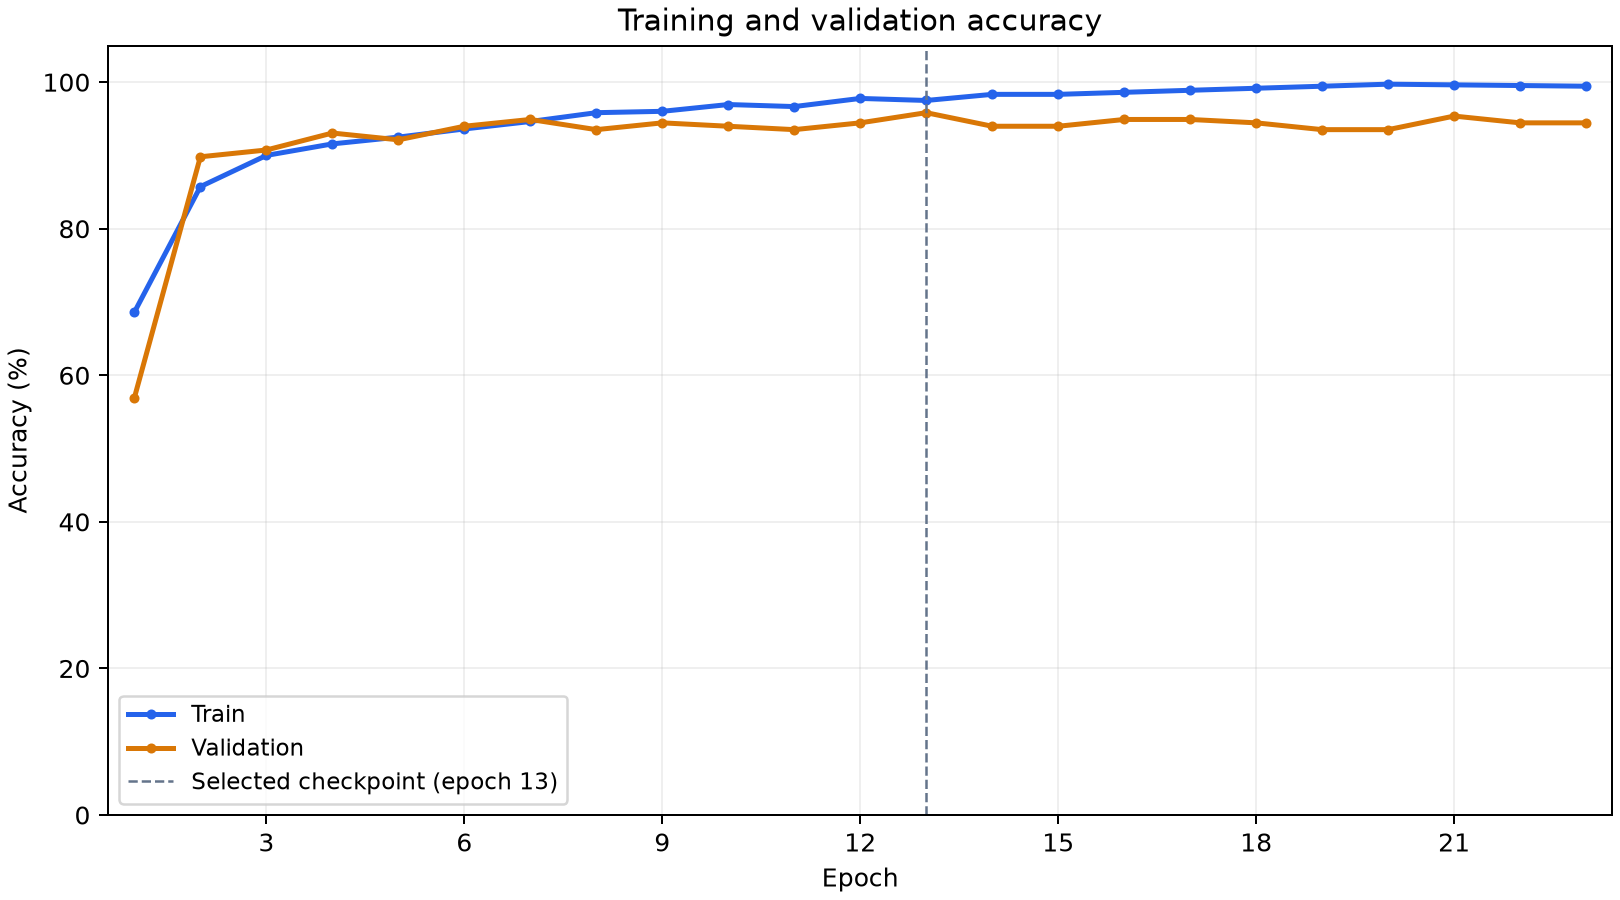 Training and validation accuracy
Accuracy (%)
100
80
60
40
20
0
Train
Validation
Selected checkpoint (epoch 13)
3 6 9 12 15 18 21
Epoch